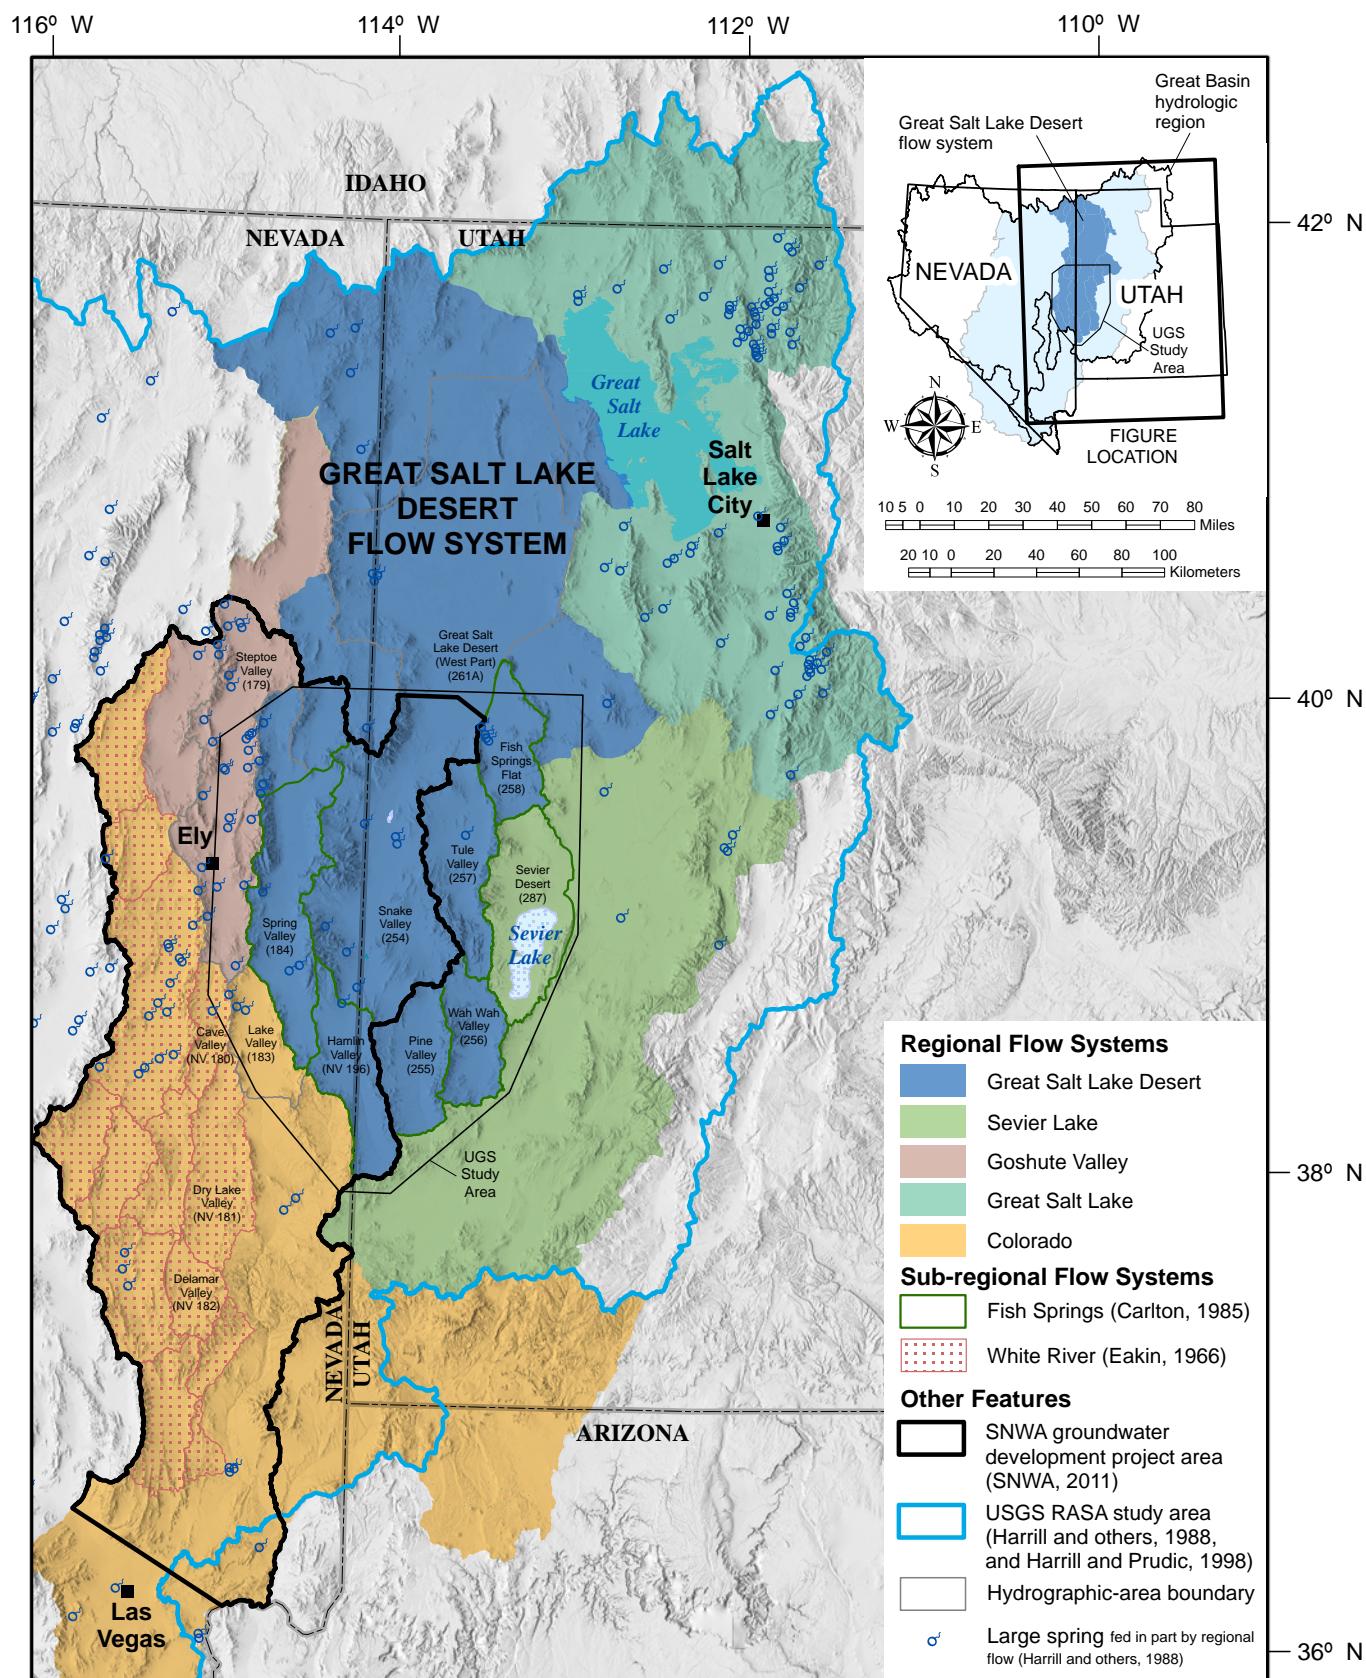 116º W
114º W
112º W
110º W
42º N
40º N
38º N
36º N
IDAHO
NEVADA
UTAH
Great
Salt
Lake
Salt
Lake
City
GREAT SALT LAKE
DESERT
FLOW SYSTEM
Great Salt
Lake Desert
(West Part)
(261A)
Steptoe
Valley
(179)
Fish
Springs
Flat
(258)
Ely
Tule
Valley
(257)
Sevier
Desert
(287)
Snake
Valley
(254)
Spring
Valley
(184)
Sevier
Lake
Wah Wah
Valley
(256)
Cave
Valley
(NV 180)
Lake
Valley
(183)
Hamlin
Valley
(NV 196)
Pine
Valley
(255)
UGS
Study
Area
Dry Lake
Valley
(NV 181)
Delamar
Valley
(NV 182)
NEVADA
UTAH
ARIZONA
Las
Vegas
Great Basin
hydrologic
region
Great Salt Lake Desert
flow system
NEVADA
UTAH
UGS
Study
Area
N
W
E
S
FIGURE
LOCATION
10 5 0 10 20 30 40 50 60 70 80
Miles
20 10 0 20 40 60 80 100
Kilometers
Regional Flow Systems
Great Salt Lake Desert
Sevier Lake
Goshute Valley
Great Salt Lake
Colorado
Sub-regional Flow Systems
Fish Springs (Carlton, 1985)
White River (Eakin, 1966)
Other Features
SNWA groundwater
development project area
(SNWA, 2011)
USGS RASA study area
(Harrill and others, 1988,
and Harrill and Prudic, 1998)
Hydrographic-area boundary
Large spring fed in part by regional
flow (Harrill and others, 1988)